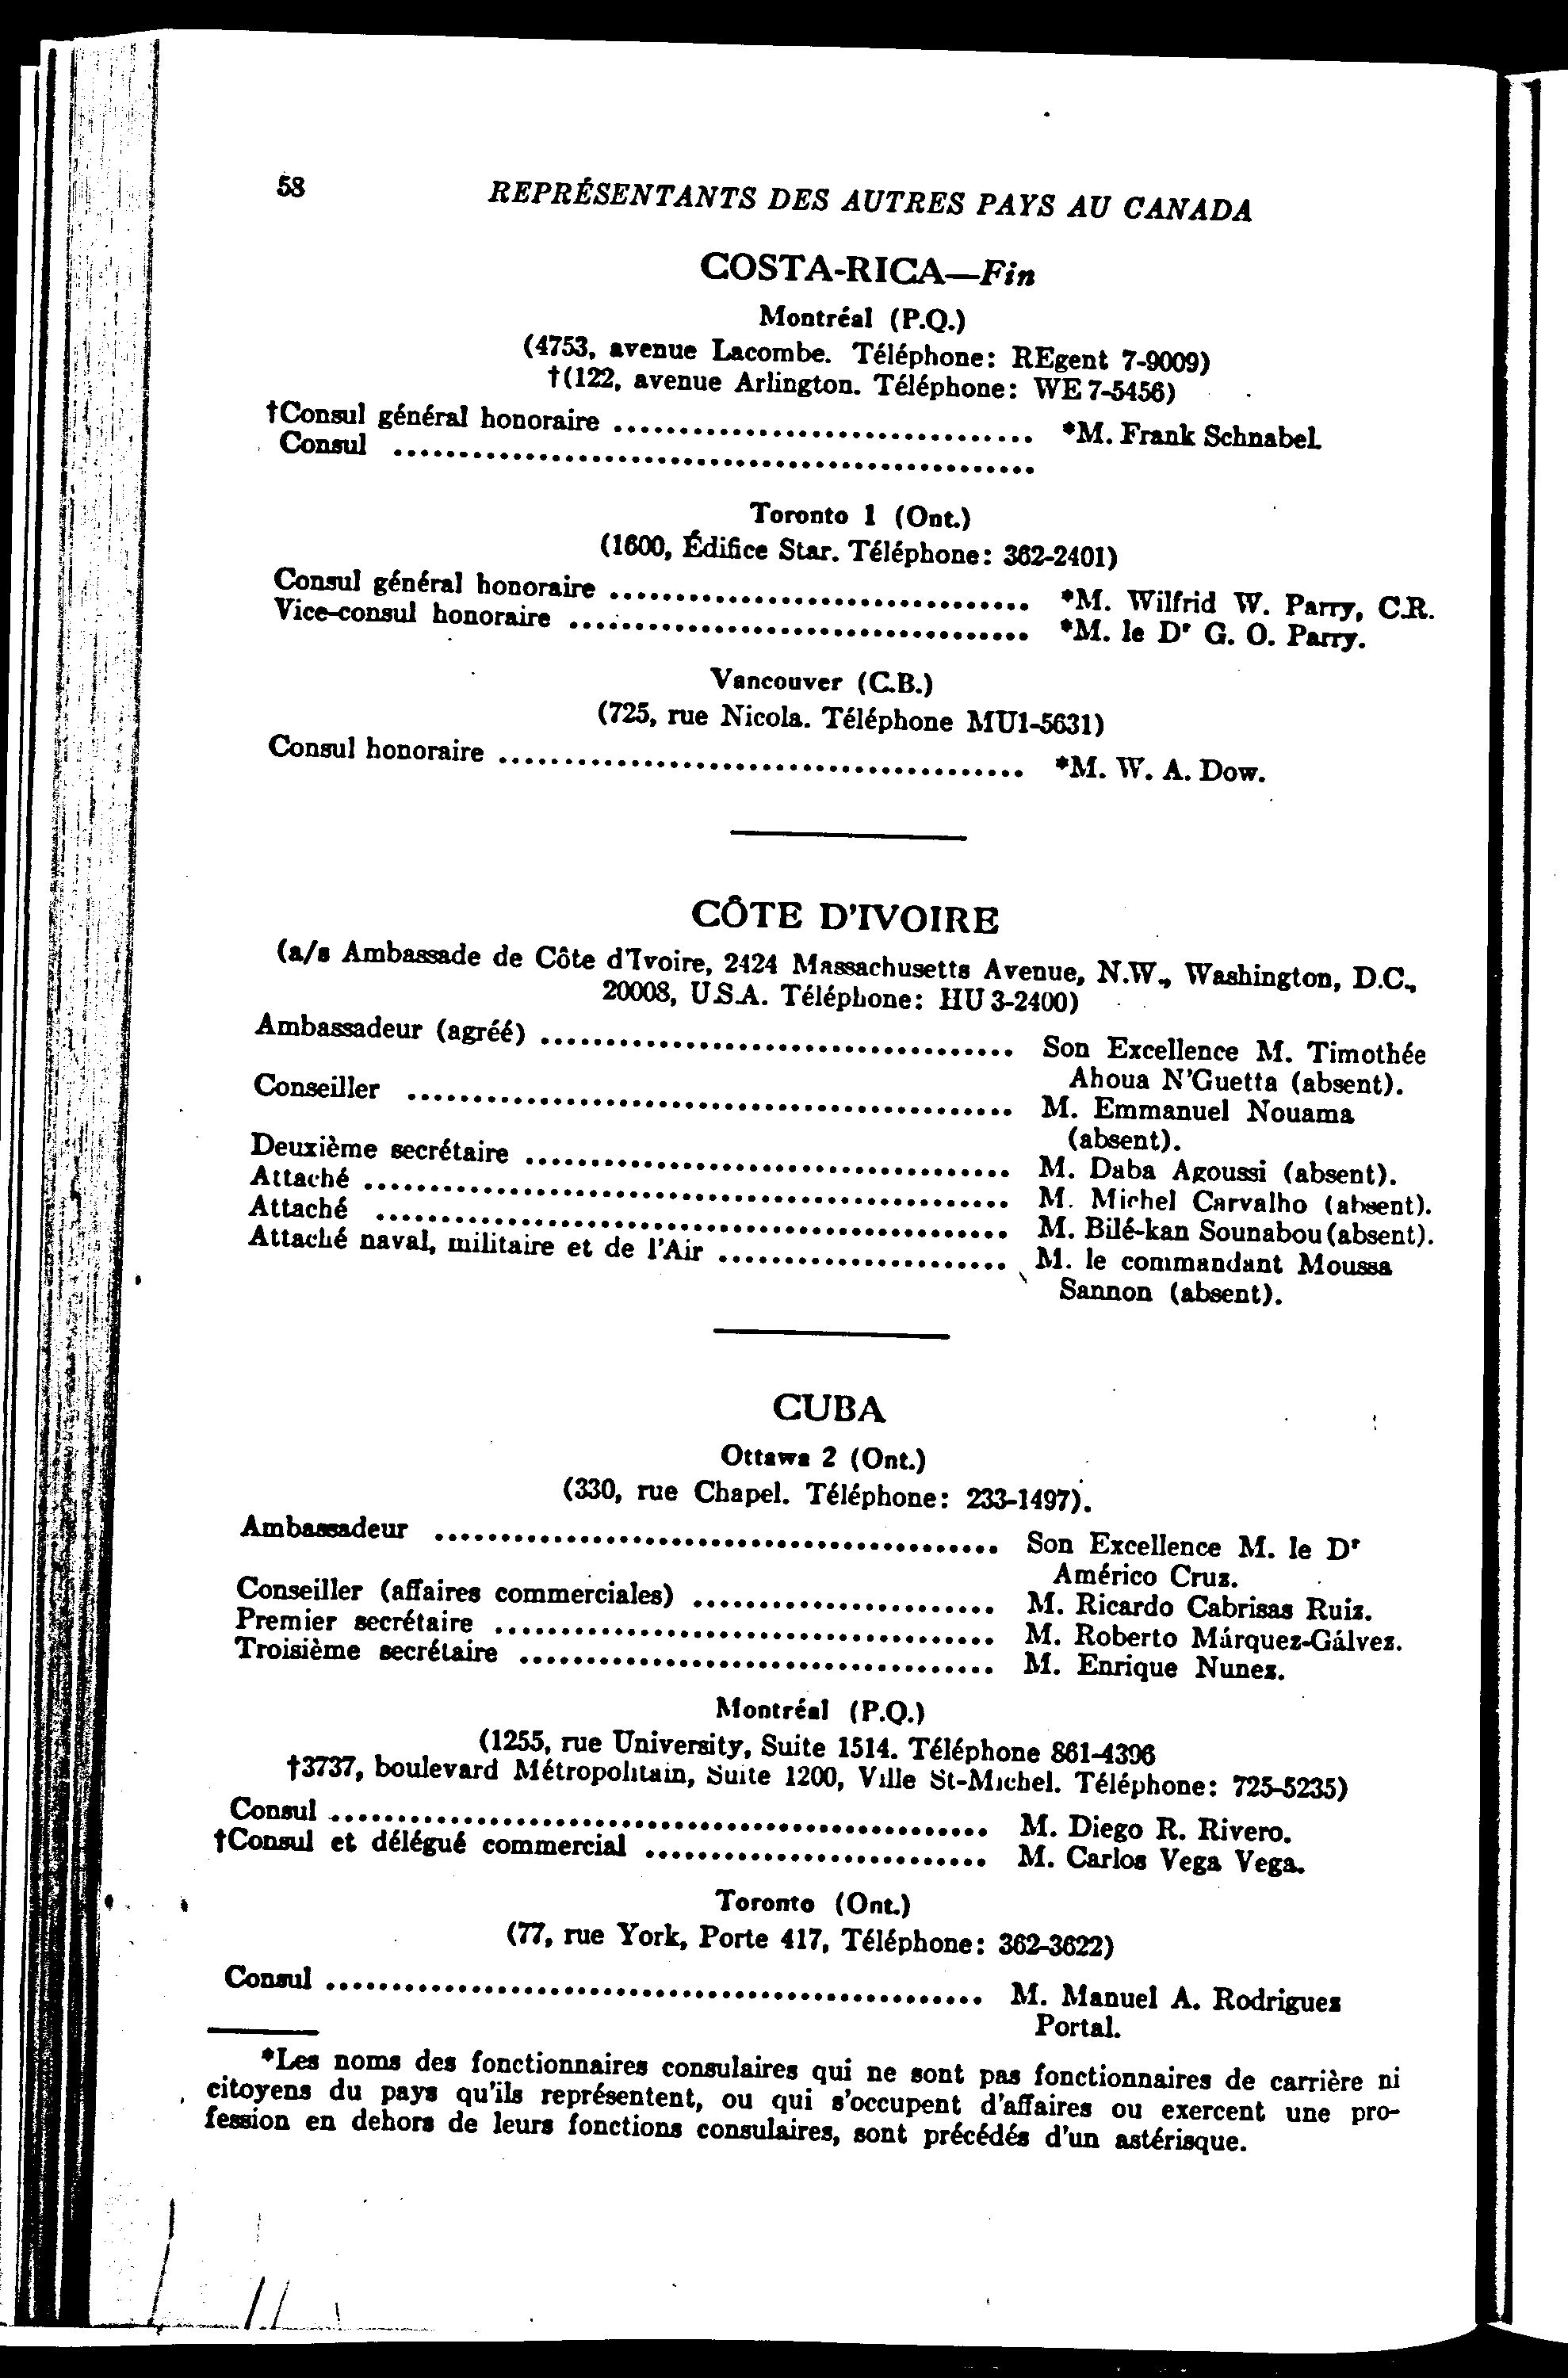 58 REPRÉSENTANTS DES AUTRES PAYS AU CANADA
COSTA-RICA—Fin
Montréal (P.Q.)
(4753, avenue Lacombe. Téléphone: REgent 7-9009)
†(122, avenue Arlington. Téléphone: WE 7-5456)
†Consul général honoraire ................................ *M. Frank Schnabel.
Consul ................................................
Toronto 1 (Ont.)
(1600, Édifice Star. Téléphone: 362-2401)
Consul général honoraire ................................ *M. Wilfrid W. Parry, C.R.
Vice-consul honoraire ................................... *M. le Dr G. O. Parry.
Vancouver (C.B.)
(725, rue Nicola. Téléphone MU1-5631)
Consul honoraire ........................................ *M. W. A. Dow.
CÔTE D'IVOIRE
(a/s Ambassade de Côte d'Ivoire, 2424 Massachusetts Avenue, N.W., Washington, D.C.,
20008, U.S.A. Téléphone: HU 3-2400)
Ambassadeur (agréé) .................................... Son Excellence M. Timothée
Ahoua N'Guetta (absent).
Conseiller .............................................. M. Emmanuel Nouama
(absent).
Deuxième secrétaire ..................................... M. Daba Agoussi (absent).
Attaché ................................................. M. Michel Carvalho (absent).
Attaché ................................................ M. Bilé-kan Sounabou (absent).
Attaché naval, militaire et de l'Air ...................... M. le commandant Moussa
Sannon (absent).
CUBA
Ottawa 2 (Ont.)
(330, rue Chapel. Téléphone: 233-1497).
Ambassadeur ........................................... Son Excellence M. le Dr
Américo Cruz.
Conseiller (affaires commerciales) ....................... M. Ricardo Cabrisas Ruiz.
Premier secrétaire ...................................... M. Roberto Márquez-Gálvez.
Troisième secrétaire .................................... M. Enrique Nunez.
Montréal (P.Q.)
(1255, rue University, Suite 1514. Téléphone 861-4396
†3737, boulevard Métropolitain, Suite 1200, Ville St-Michel. Téléphone: 725-5235)
Consul .................................................. M. Diego R. Rivero.
†Consul et délégué commercial .......................... M. Carlos Vega Vega.
Toronto (Ont.)
(77, rue York, Porte 417, Téléphone: 362-3622)
Consul .................................................. M. Manuel A. Rodriguez
Portal.
*Les noms des fonctionnaires consulaires qui ne sont pas fonctionnaires de carrière ni
citoyens du pays qu'ils représentent, ou qui s'occupent d'affaires ou exercent une pro-
fession en dehors de leurs fonctions consulaires, sont précédés d'un astérisque.